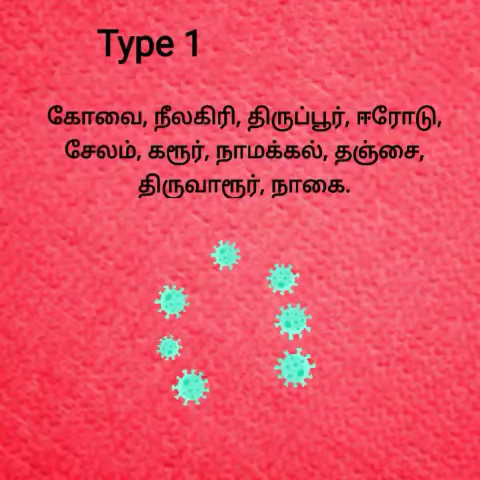 Type 1
கோவை, நீலகிரி, திருப்பூர், ஈரோடு,
சேலம், கரூர், நாமக்கல், தஞ்சை,
திருவாரூர், நாகை.